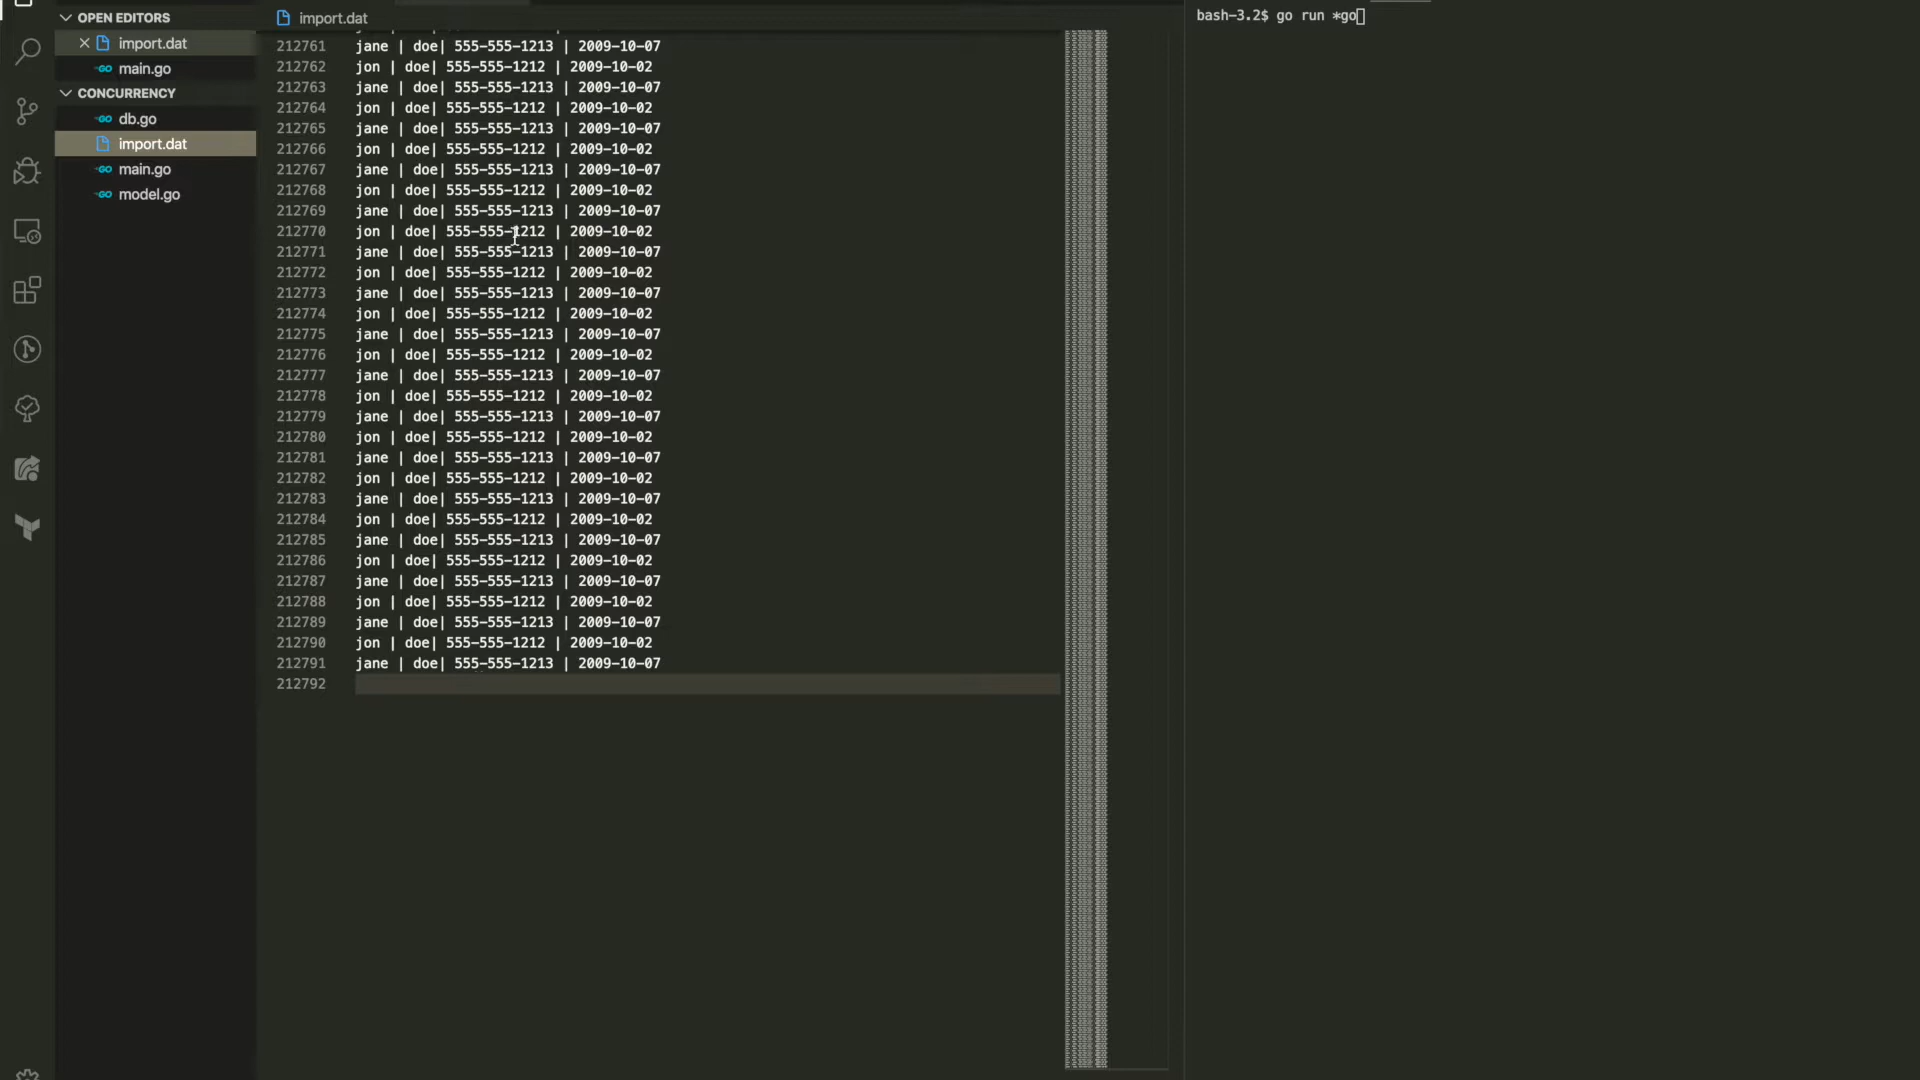 OPEN EDITORS
import.dat
main.go
CONCURRENCY
db.go
import.dat
main.go
model.go
import.dat
212761 jane | doe| 555-555-1213 | 2009-10-07
212762 jon | doe| 555-555-1212 | 2009-10-02
212763 jane | doe| 555-555-1213 | 2009-10-07
212764 jon | doe| 555-555-1212 | 2009-10-02
212765 jane | doe| 555-555-1213 | 2009-10-07
212766 jon | doe| 555-555-1212 | 2009-10-02
212767 jane | doe| 555-555-1213 | 2009-10-07
212768 jon | doe| 555-555-1212 | 2009-10-02
212769 jane | doe| 555-555-1213 | 2009-10-07
212770 jon | doe| 555-555-1212 | 2009-10-02
212771 jane | doe| 555-555-1213 | 2009-10-07
212772 jon | doe| 555-555-1212 | 2009-10-02
212773 jane | doe| 555-555-1213 | 2009-10-07
212774 jon | doe| 555-555-1212 | 2009-10-02
212775 jane | doe| 555-555-1213 | 2009-10-07
212776 jon | doe| 555-555-1212 | 2009-10-02
212777 jane | doe| 555-555-1213 | 2009-10-07
212778 jon | doe| 555-555-1212 | 2009-10-02
212779 jane | doe| 555-555-1213 | 2009-10-07
212780 jon | doe| 555-555-1212 | 2009-10-02
212781 jane | doe| 555-555-1213 | 2009-10-07
212782 jon | doe| 555-555-1212 | 2009-10-02
212783 jane | doe| 555-555-1213 | 2009-10-07
212784 jon | doe| 555-555-1212 | 2009-10-02
212785 jane | doe| 555-555-1213 | 2009-10-07
212786 jon | doe| 555-555-1212 | 2009-10-02
212787 jane | doe| 555-555-1213 | 2009-10-07
212788 jon | doe| 555-555-1212 | 2009-10-02
212789 jane | doe| 555-555-1213 | 2009-10-07
212790 jon | doe| 555-555-1212 | 2009-10-02
212791 jane | doe| 555-555-1213 | 2009-10-07
212792
bash-3.2$ go run *go